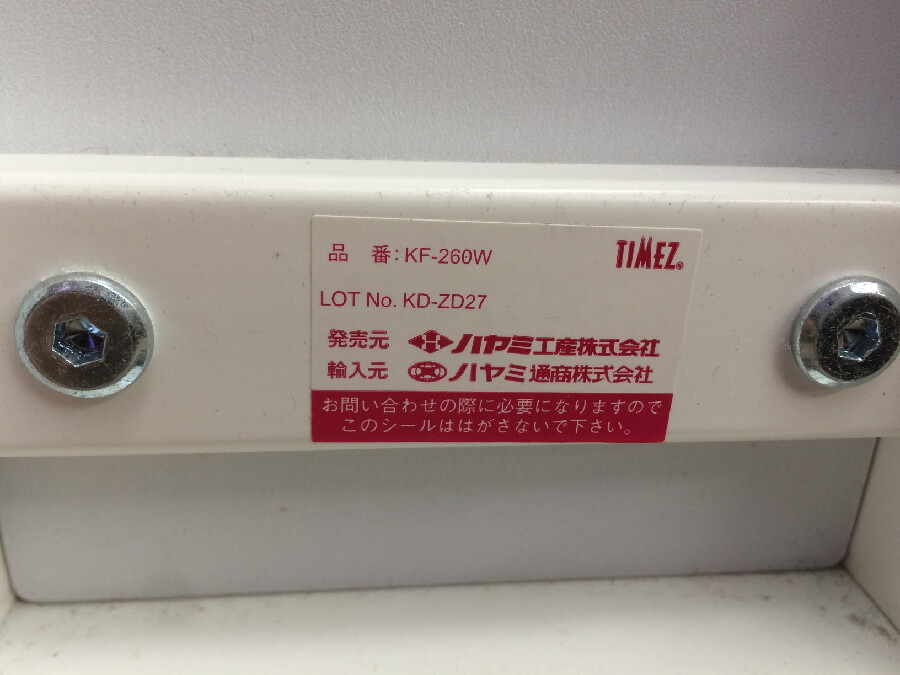 品 番:KF-260W
TIMEZ®
LOT No. KD-ZD27
発売元 ハヤミ工産株式会社
輸入元 ハヤミ通商株式会社
お問い合わせの際に必要になりますので
このシールははがさないで下さい。